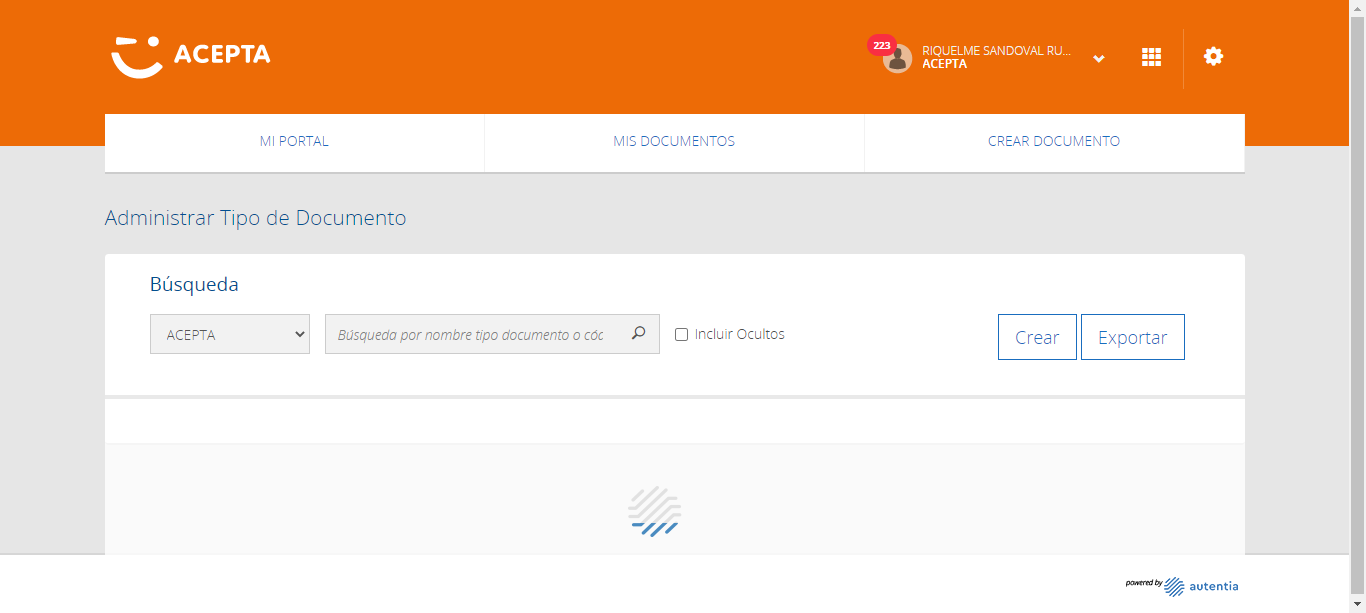 ACEPTA
223
RIQUELME SANDOVAL RU...
ACEPTA
MI PORTAL
MIS DOCUMENTOS
CREAR DOCUMENTO
Administrar Tipo de Documento
Búsqueda
ACEPTA
Búsqueda por nombre tipo documento o cóc
Incluir Ocultos
Crear
Exportar
powered by autentia